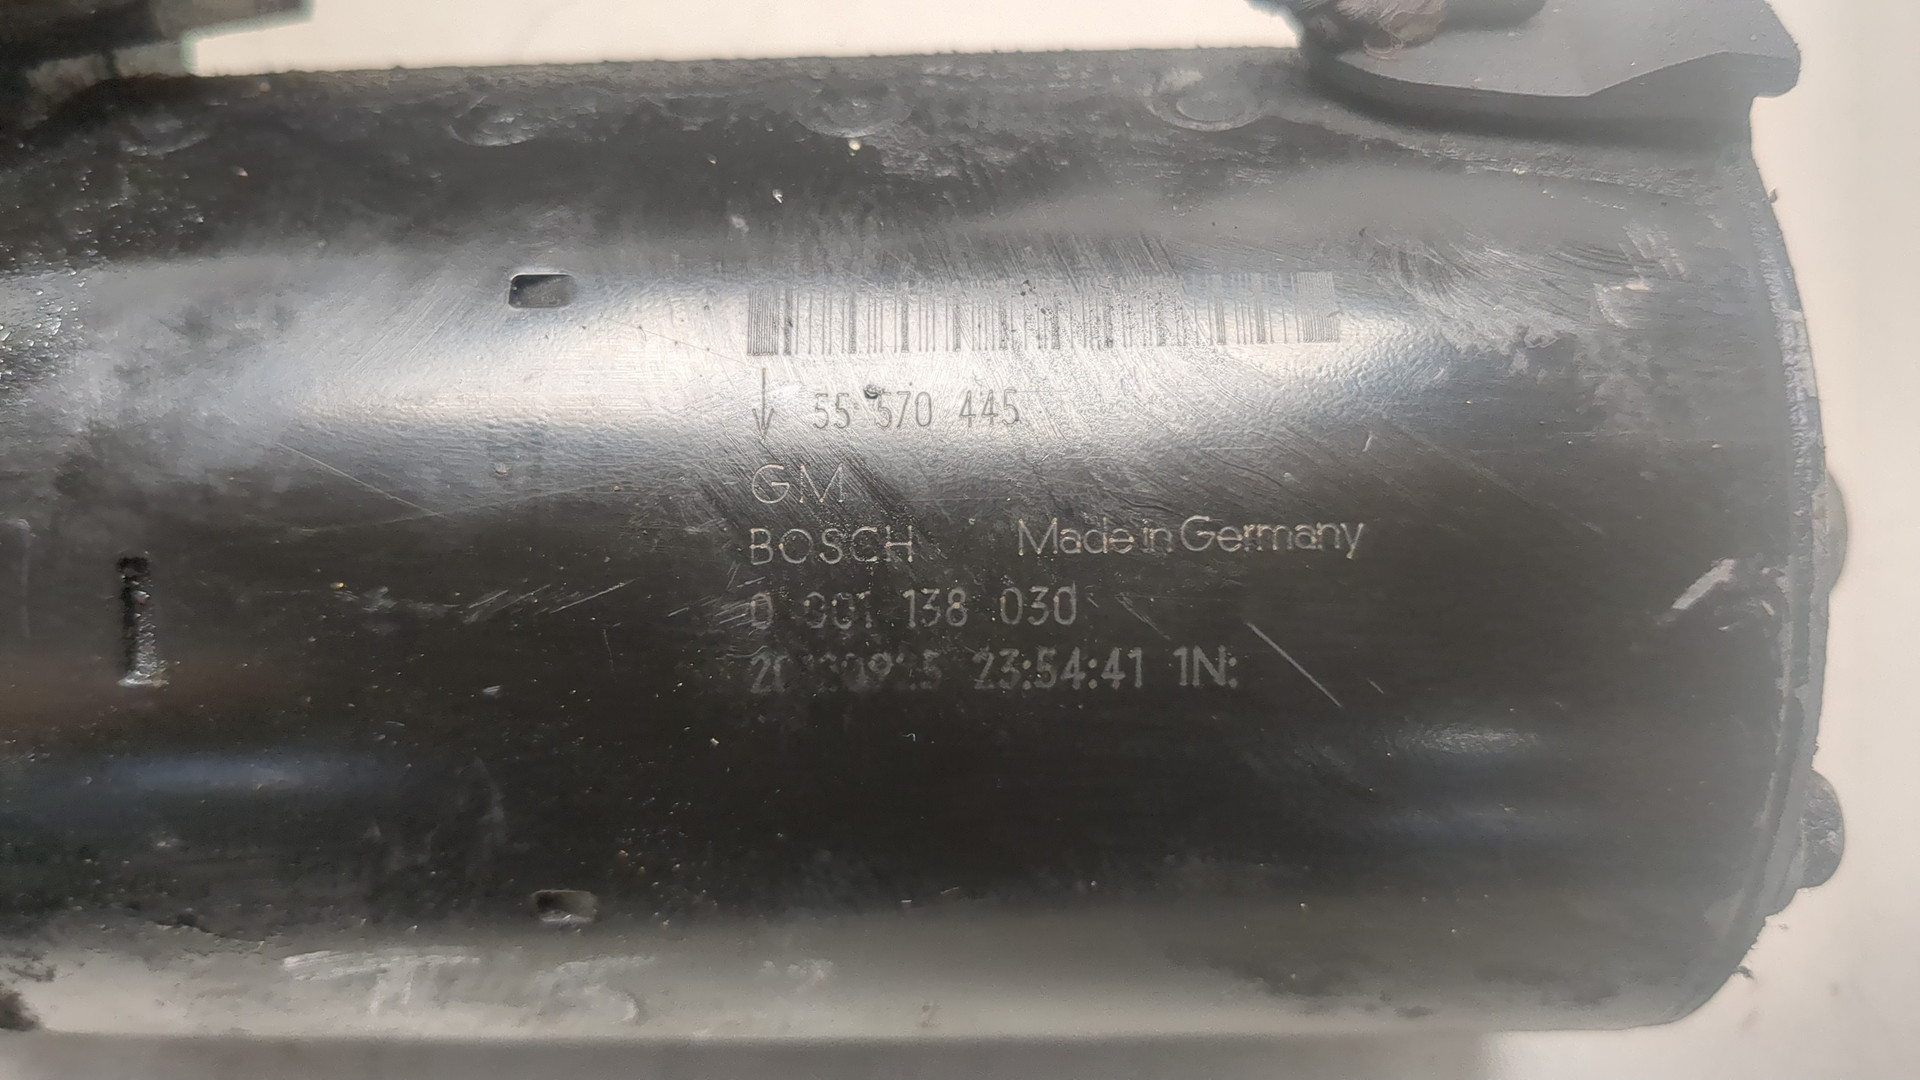 55 570 445
GM
BOSCH Made in Germany
0 001 138 030
23:54:41 1N: